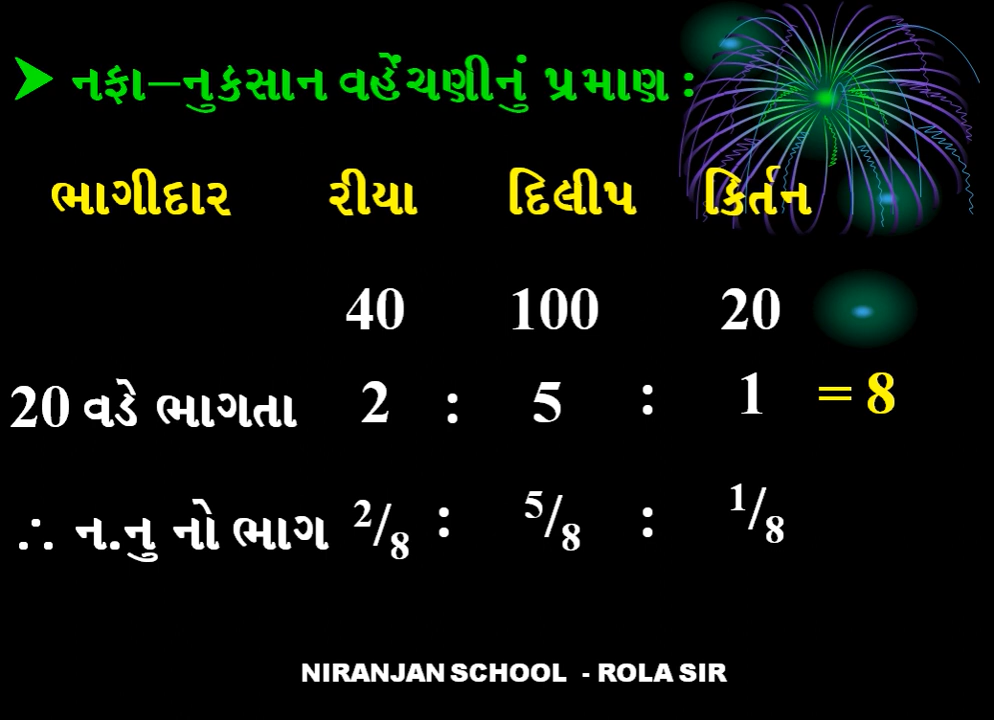 ➤ નફા–નુકસાન વહેંચણીનું પ્રમાણ :
ભાગીદાર રીયા દિલીપ કિર્તન
40 100 20
20 વડે ભાગતા 2 : 5 : 1 = 8
∴ ન.નુ નો ભાગ 2/8 : 5/8 : 1/8
NIRANJAN SCHOOL - ROLA SIR